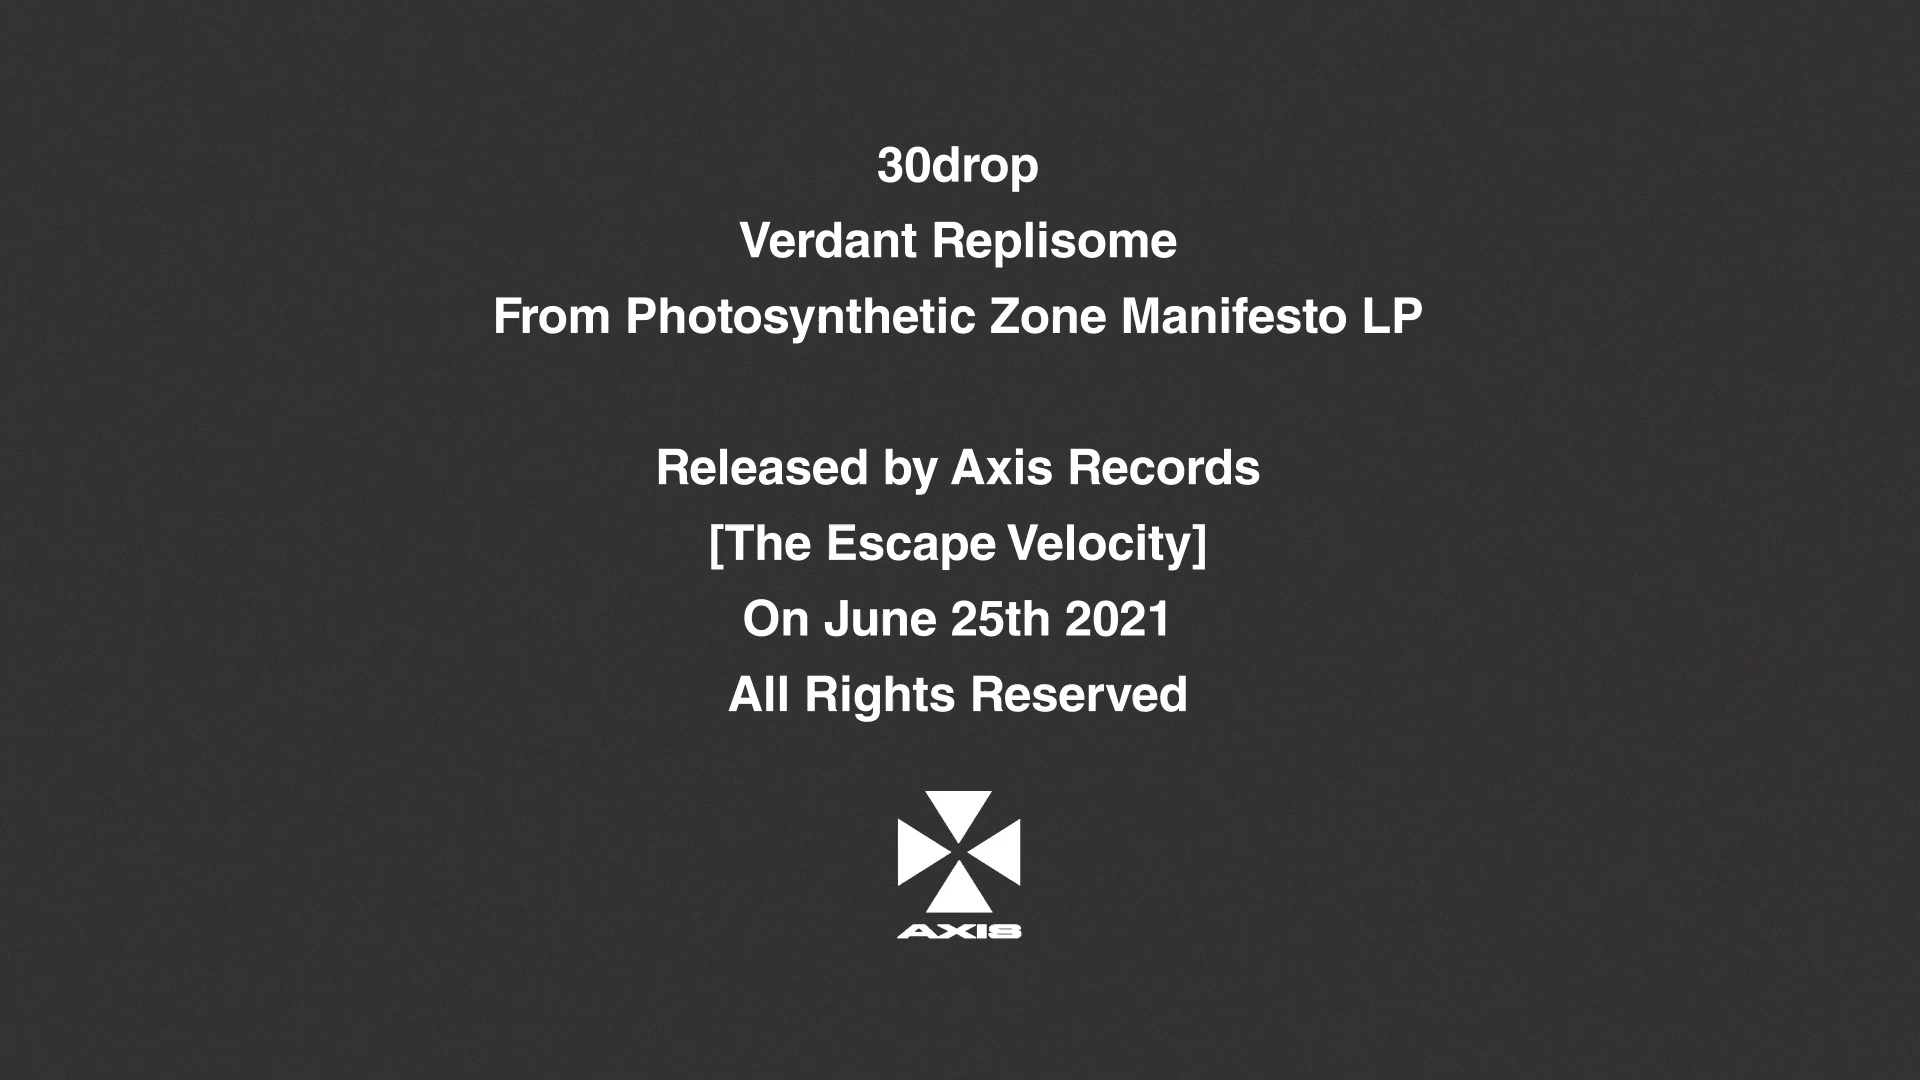 30drop
Verdant Replisome
From Photosynthetic Zone Manifesto LP
Released by Axis Records
[The Escape Velocity]
On June 25th 2021
All Rights Reserved
AXIS